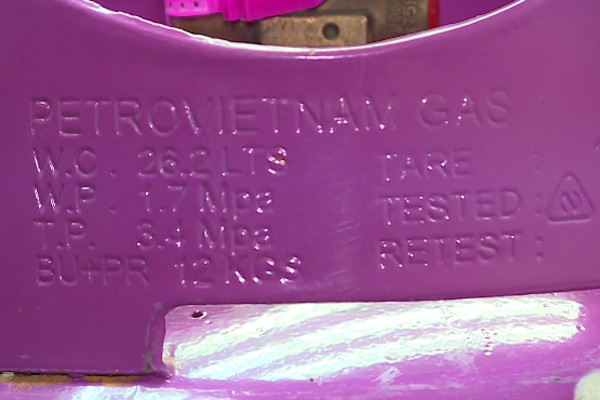 PETROVIETNAM GAS
W.C. 26.2 LTS
W.P. 1.7 Mpa
T.P. 3.4 Mpa
BU+PR 12 KGS
TARE :
TESTED :
RETEST :